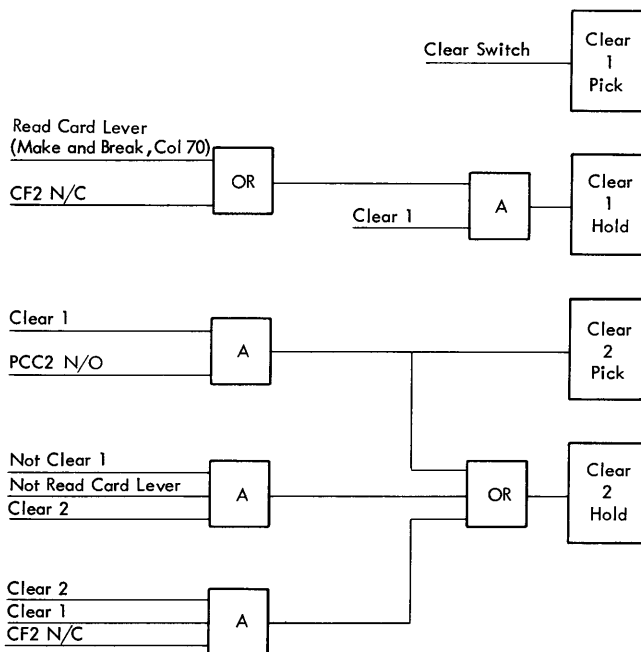 Clear Switch
Clear
1
Pick
Read Card Lever
(Make and Break, Col 70)
CF2 N/C
OR
Clear 1
A
Clear
1
Hold
Clear 1
PCC2 N/O
A
Clear
2
Pick
Not Clear 1
Not Read Card Lever
Clear 2
A
OR
Clear
2
Hold
Clear 2
Clear 1
CF2 N/C
A